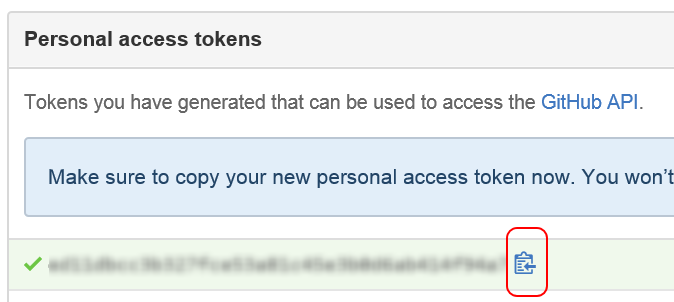 Personal access tokens
Tokens you have generated that can be used to access the GitHub API.
Make sure to copy your new personal access token now. You won't